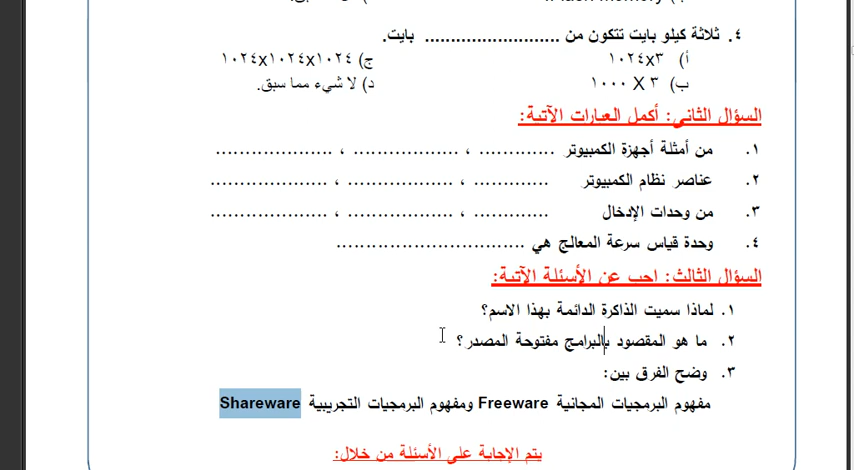 ٤. ثلاثة كيلو بايت تتكون من .......................... بايت.
أ) ١٠٢٤x٣ ج) ١٠٢٤x١٠٢٤x١٠٢٤
ب) ٣ X ١٠٠٠ د) لا شيء مما سبق.
السؤال الثاني: أكمل العبارات الآتية:
١. من أمثلة أجهزة الكمبيوتر ............. ، .................. ، ....................
٢. عناصر نظام الكمبيوتر ............. ، .................. ، ....................
٣. من وحدات الإدخال ............. ، .................. ، ....................
٤. وحدة قياس سرعة المعالج هي ................................
السؤال الثالث: اجب عن الأسئلة الآتية:
١. لماذا سميت الذاكرة الدائمة بهذا الاسم؟
٢. ما هو المقصود بالبرامج مفتوحة المصدر؟
٣. وضح الفرق بين:
مفهوم البرمجيات المجانية Freeware ومفهوم البرمجيات التجريبية Shareware
يتم الإجابة على الأسئلة من خلال: